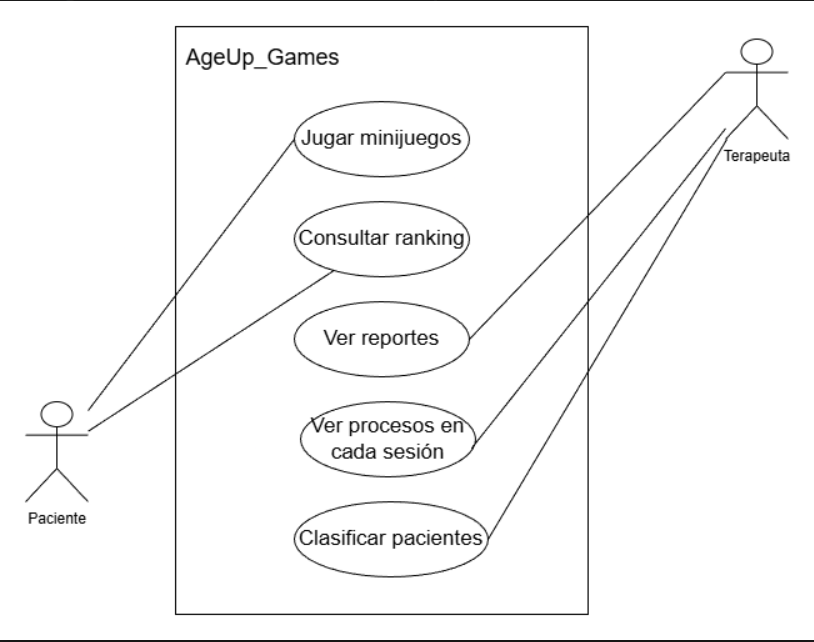 AgeUp_Games
Jugar minijuegos
Consultar ranking
Ver reportes
Ver procesos en
cada sesión
Clasificar pacientes
Paciente
Terapeuta